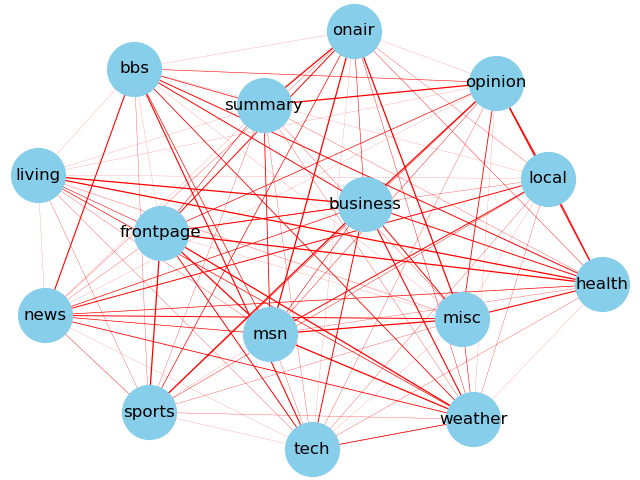 onair
bbs
opinion
summary
living
local
business
frontpage
health
news
misc
msn
sports
weather
tech